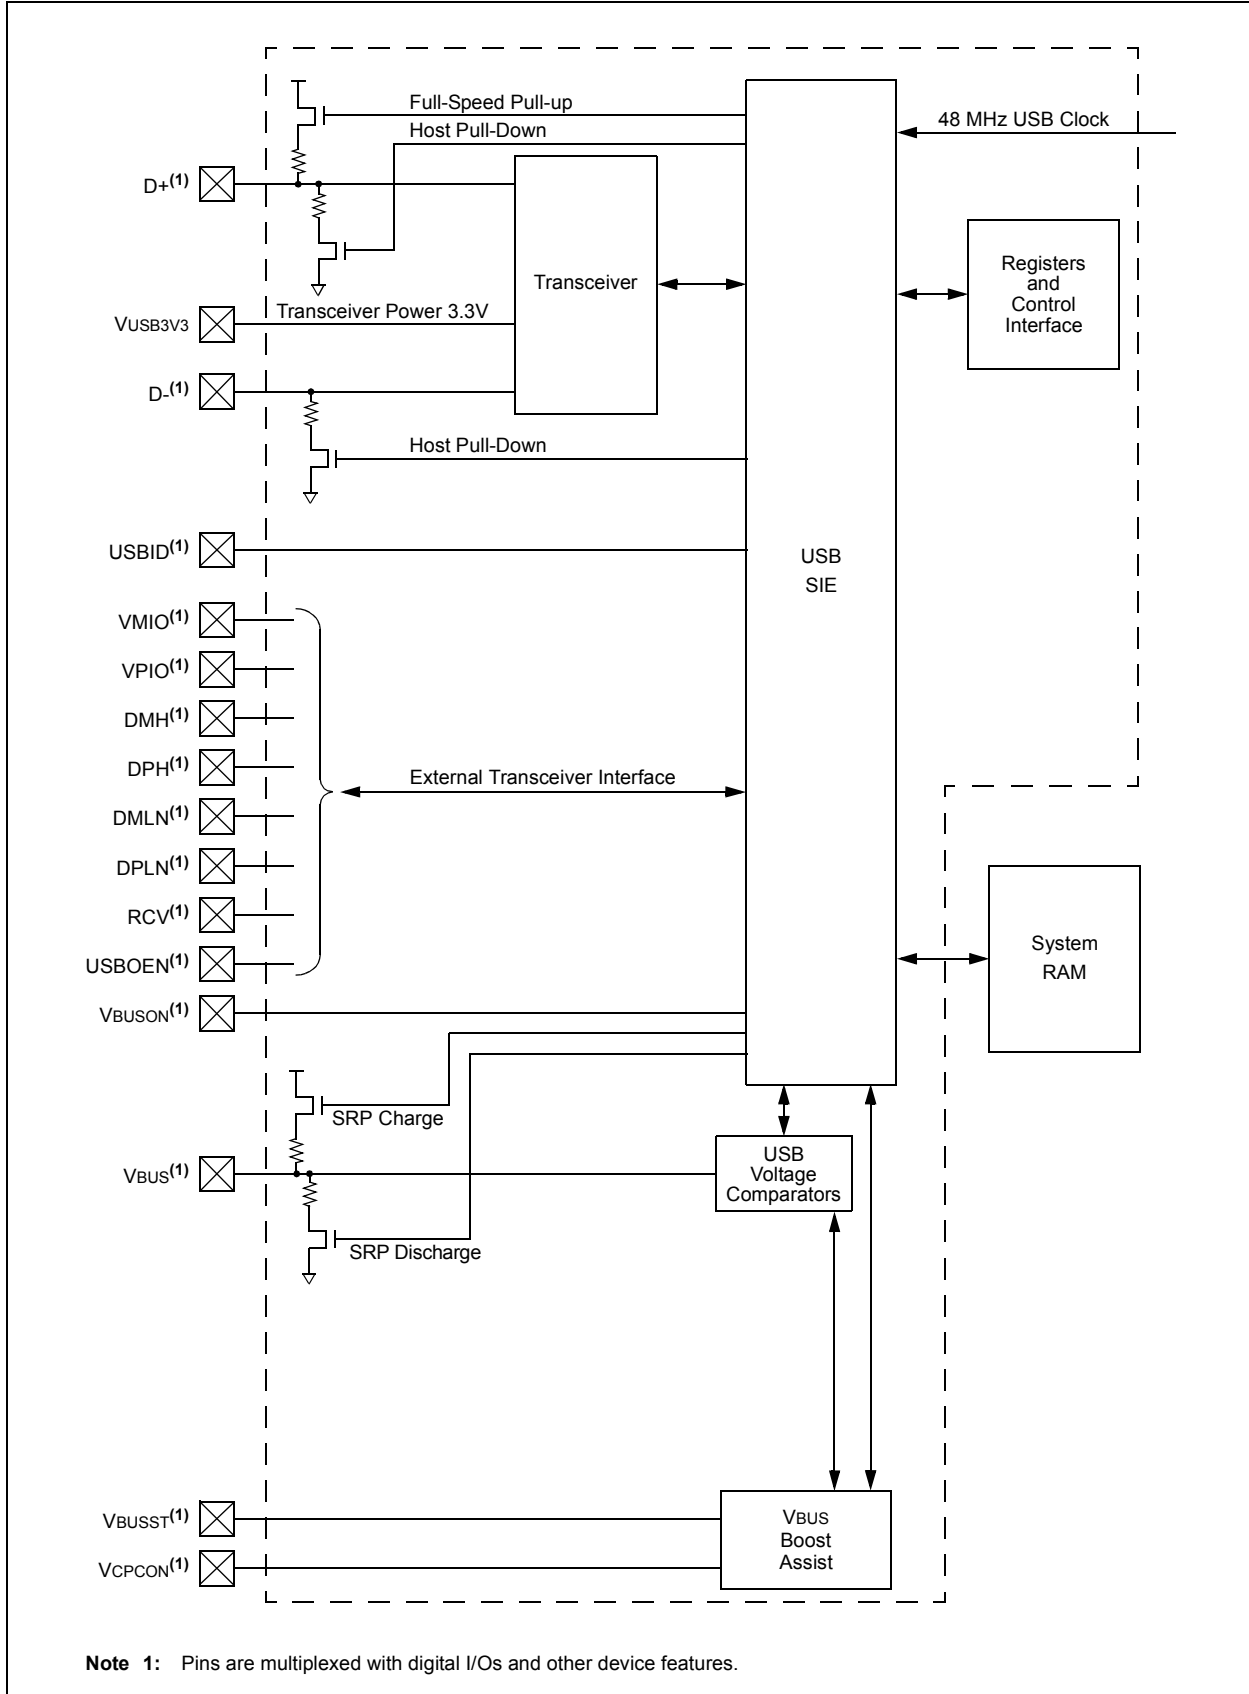 Full-Speed Pull-up
48 MHz USB Clock
Host Pull-Down
D+(1)
Transceiver
Registers
and
Control
Interface
VUSB3V3
Transceiver Power 3.3V
D-(1)
Host Pull-Down
USBID(1)
USB
SIE
VMIO(1)
VPIO(1)
DMH(1)
DPH(1)
External Transceiver Interface
DMLN(1)
DPLN(1)
RCV(1)
USBOEN(1)
System
RAM
VBUSON(1)
SRP Charge
VBUS(1)
USB
Voltage
Comparators
SRP Discharge
VBUSST(1)
VCPCON(1)
VBUS
Boost
Assist
Note 1: Pins are multiplexed with digital I/Os and other device features.